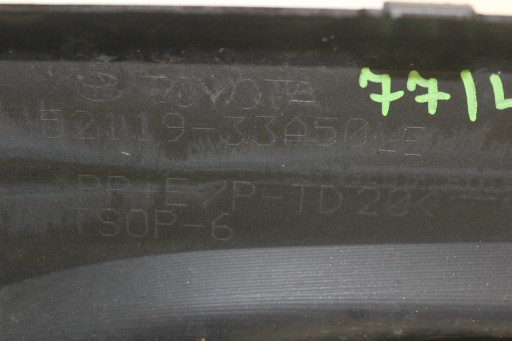 TOYOTA
77/L
52119-33A50
PP+E/P-TD20<
TSOP-6